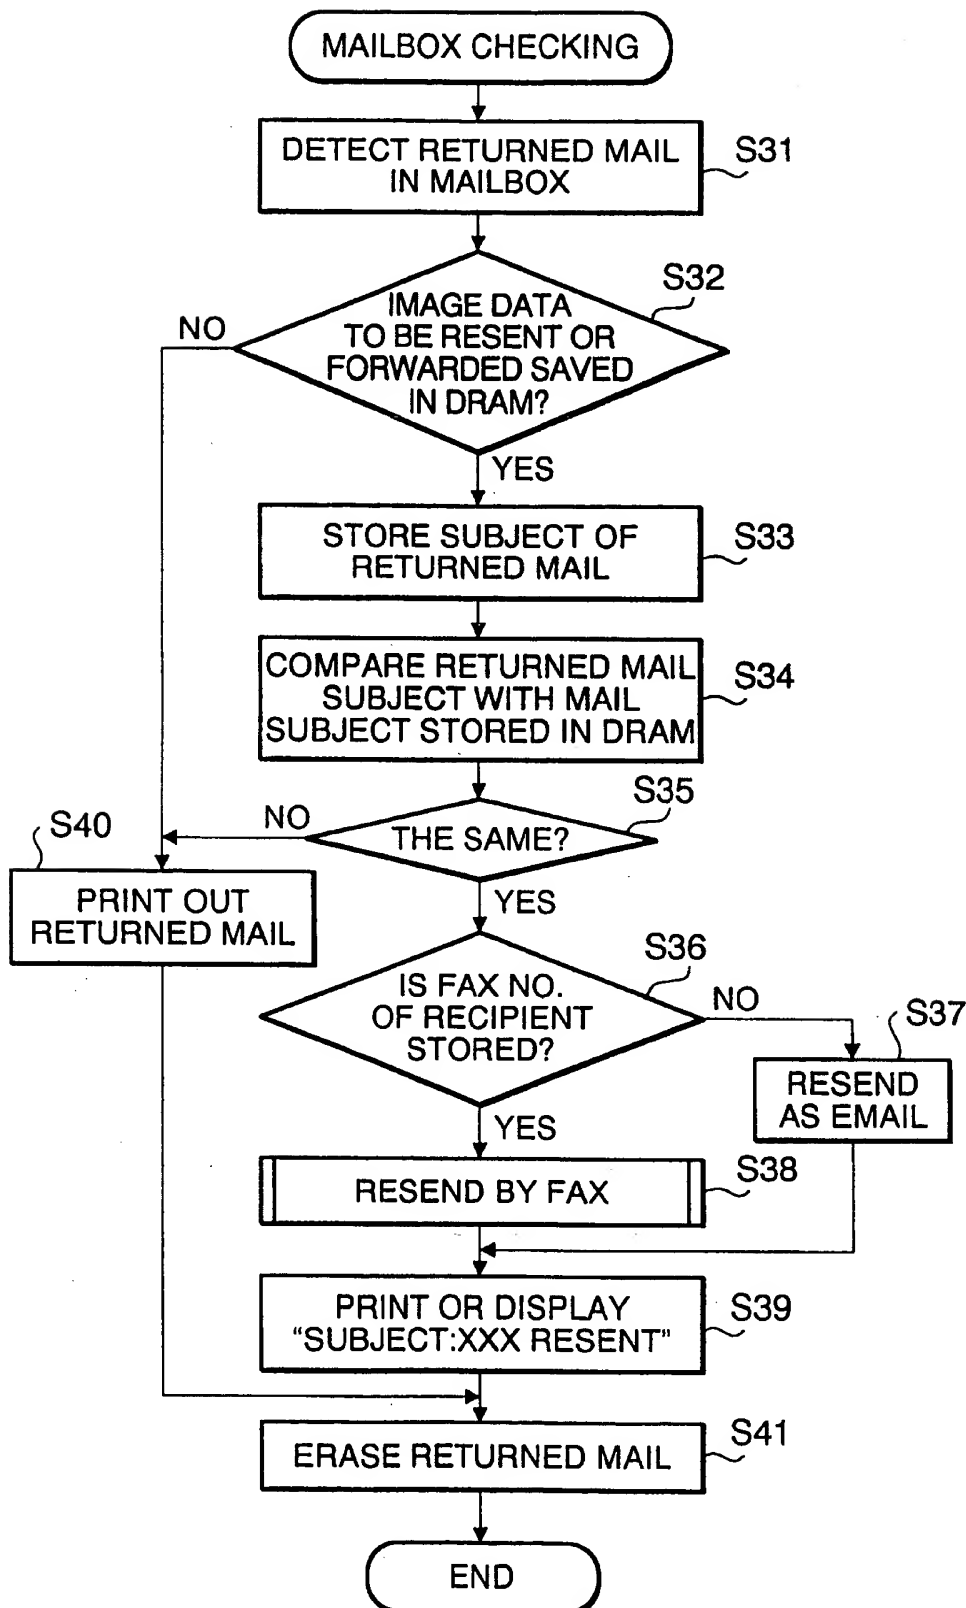 MAILBOX CHECKING
DETECT RETURNED MAIL
IN MAILBOX
S31
S32
IMAGE DATA
TO BE RESENT OR
FORWARDED SAVED
IN DRAM?
NO
YES
STORE SUBJECT OF
RETURNED MAIL
S33
COMPARE RETURNED MAIL
SUBJECT WITH MAIL
SUBJECT STORED IN DRAM
S34
S35
THE SAME?
NO
YES
S40
PRINT OUT
RETURNED MAIL
S36
IS FAX NO.
OF RECIPIENT
STORED?
NO
S37
RESEND
AS EMAIL
YES
RESEND BY FAX
S38
PRINT OR DISPLAY
“SUBJECT:XXX RESENT”
S39
ERASE RETURNED MAIL
S41
END